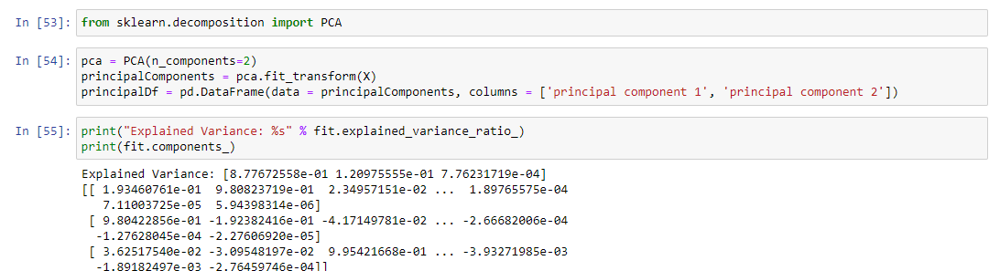 In [53]: from sklearn.decomposition import PCA
In [54]: pca = PCA(n_components=2)
principalComponents = pca.fit_transform(X)
principalDf = pd.DataFrame(data = principalComponents, columns = ['principal component 1', 'principal component 2'])
In [55]: print("Explained Variance: %s" % fit.explained_variance_ratio_)
print(fit.components_)
Explained Variance: [8.77672558e-01 1.20975555e-01 7.76231719e-04]
[[ 1.93460761e-01  9.80823719e-01  2.34957151e-02 ...  1.89765575e-04
7.11003725e-05  5.94398314e-06]
[ 9.80422856e-01 -1.92382416e-01 -4.17149781e-02 ... -2.66682006e-04
-1.27628045e-04 -2.27606920e-05]
[ 3.62517540e-02 -3.09548197e-02  9.95421668e-01 ... -3.93271985e-03
-1.89182497e-03 -2.76459746e-04]]